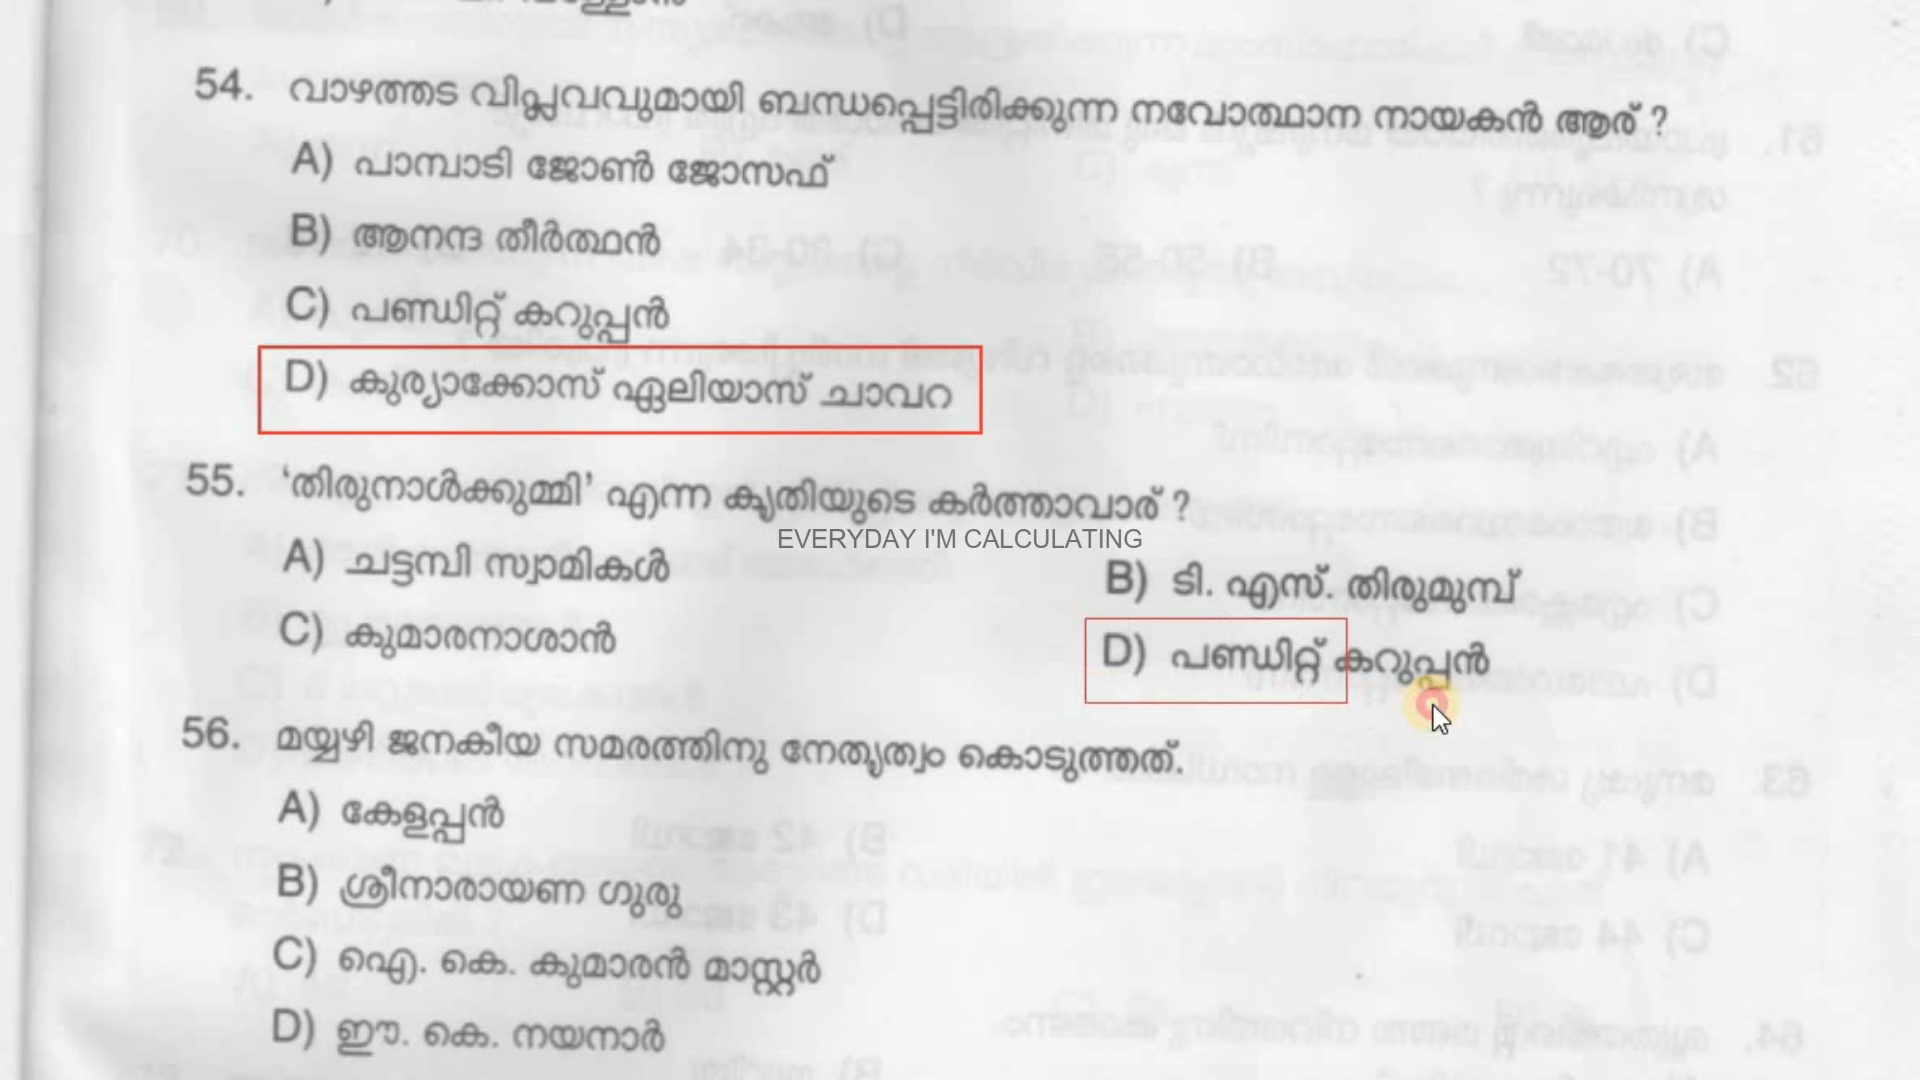 54. വാഴത്തട വിപ്ലവവുമായി ബന്ധപ്പെട്ടിരിക്കുന്ന നവോത്ഥാന നായകൻ ആര് ?
A) പാമ്പാടി ജോൺ ജോസഫ്
B) ആനന്ദ തീർത്ഥൻ
C) പണ്ഡിറ്റ് കറുപ്പൻ
D) കുര്യാക്കോസ് ഏലിയാസ് ചാവറ
55. ‘തിരുനാൾക്കുമ്മി’ എന്ന കൃതിയുടെ കർത്താവാര് ?
EVERYDAY I'M CALCULATING
A) ചട്ടമ്പി സ്വാമികൾ
B) ടി. എസ്. തിരുമുമ്പ്
C) കുമാരനാശാൻ
D) പണ്ഡിറ്റ് കറുപ്പൻ
56. മയ്യഴി ജനകീയ സമരത്തിനു നേതൃത്വം കൊടുത്തത്.
A) കേളപ്പൻ
B) ശ്രീനാരായണ ഗുരു
C) ഐ. കെ. കുമാരൻ മാസ്റ്റർ
D) ഈ. കെ. നയനാർ